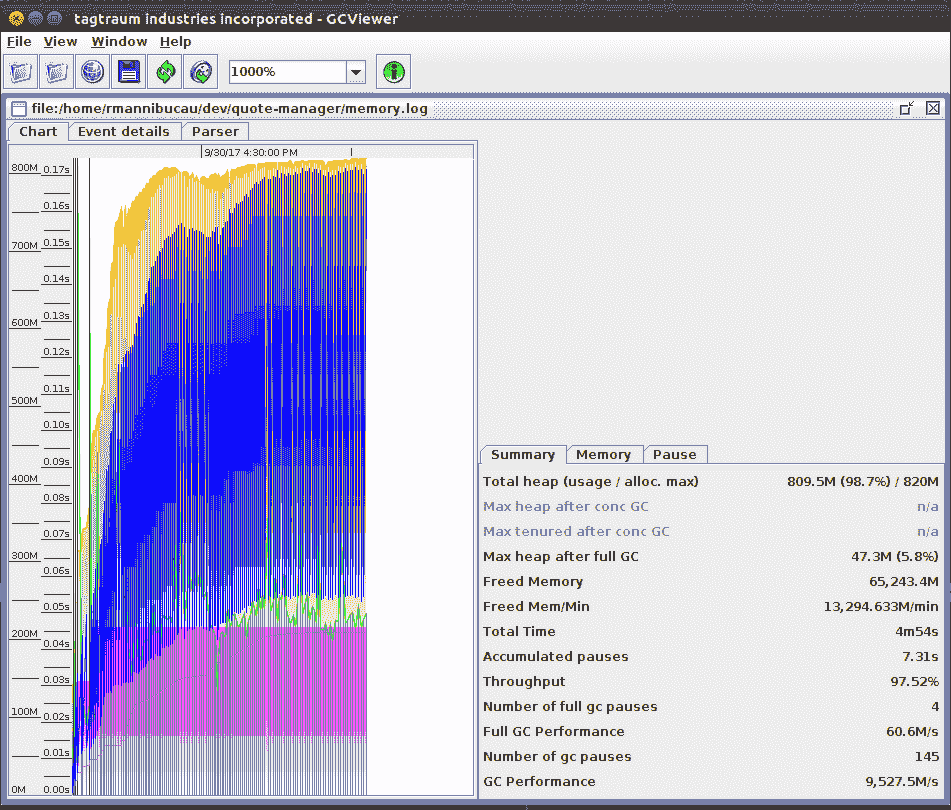 tagtraum industries incorporated - GCViewer
File View Window Help
1000%
file:/home/rmannibucau/dev/quote-manager/memory.log
Chart Event details Parser
9/30/17 4:30:00 PM
800M 0.17s
0.16s
700M 0.15s
0.14s
600M 0.13s
0.12s
0.11s
500M 0.10s
0.09s
400M 0.08s
0.07s
300M 0.06s
0.05s
200M 0.04s
0.03s
100M 0.02s
0.01s
0M 0.00s
Summary Memory Pause
Total heap (usage / alloc. max) 809.5M (98.7%) / 820M
Max heap after conc GC n/a
Max tenured after conc GC n/a
Max heap after full GC 47.3M (5.8%)
Freed Memory 65,243.4M
Freed Mem/Min 13,294.633M/min
Total Time 4m54s
Accumulated pauses 7.31s
Throughput 97.52%
Number of full gc pauses 4
Full GC Performance 60.6M/s
Number of gc pauses 145
GC Performance 9,527.5M/s